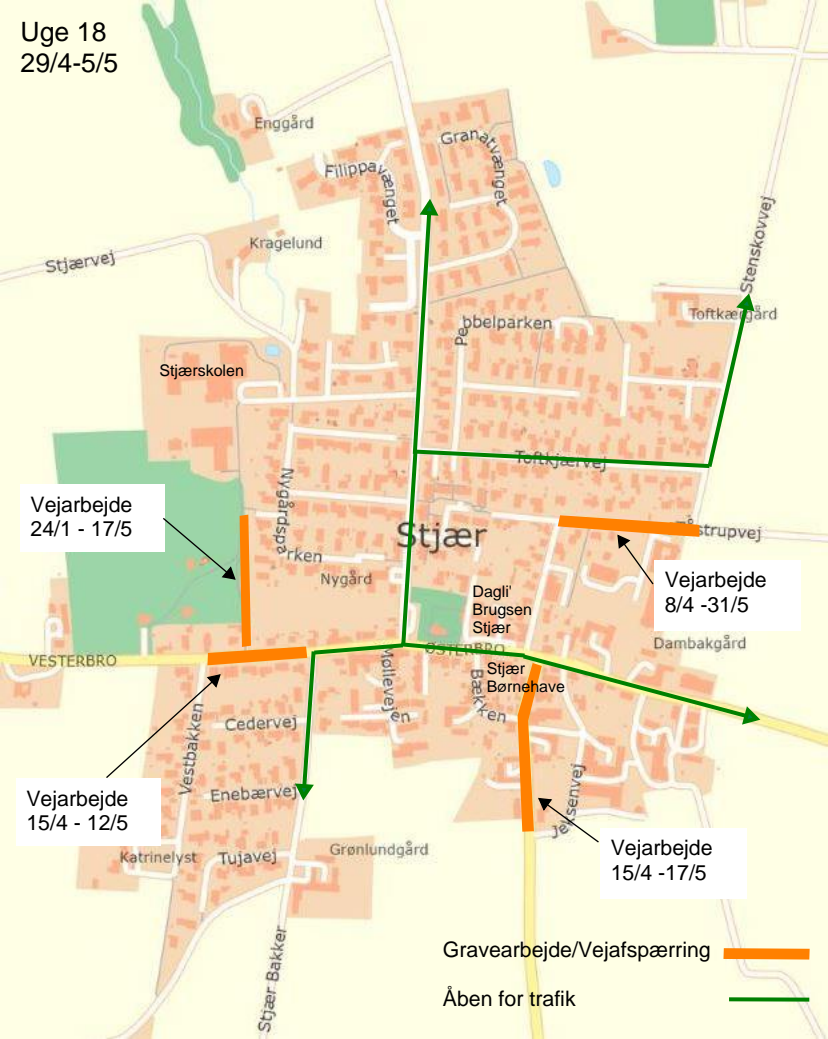 Uge 18
29/4-5/5
Enggård
Granatvænget
Filippavænget
Kragelund
Stjærvej
Stenskovvej
Toftkærgård
Pebbelparken
Stjærskolen
Toftkjærvej
Nygårdsparken
Vejarbejde
24/1 - 17/5
Stjær
strupvej
Nygård
Vejarbejde
8/4 -31/5
Dagli'
Brugsen
Stjær
Dambakgård
VESTERBRO
ØSTERBRO
Møllevejen
Stjær
Børnehave
Bækken
Vestbakken
Cedervej
Enebærvej
Vejarbejde
15/4 - 12/5
Jeksenvej
Katrinelyst
Tujavej
Grønlundgård
Vejarbejde
15/4 -17/5
Stjær Bakker
Gravearbejde/Vejafspærring
Åben for trafik